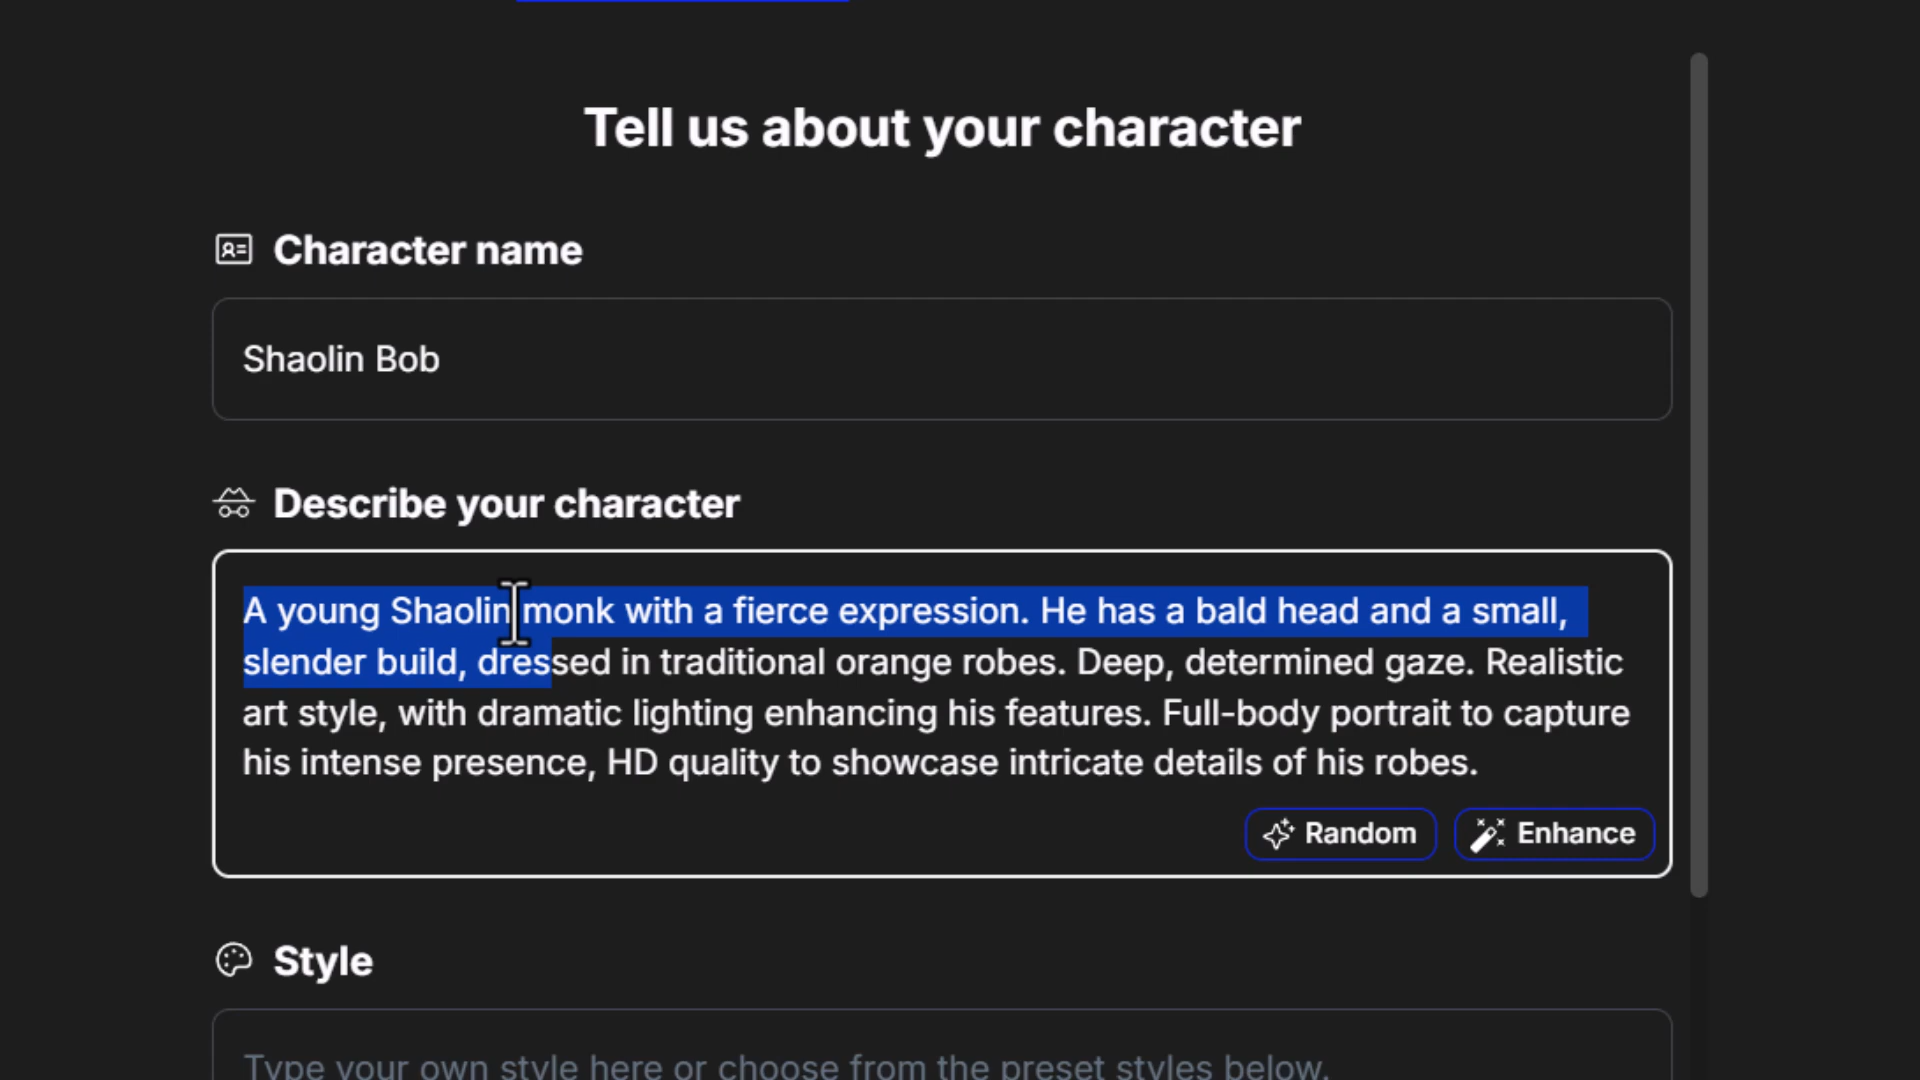 Tell us about your character
Character name
Shaolin Bob
Describe your character
A young Shaolin monk with a fierce expression. He has a bald head and a small,
slender build, dressed in traditional orange robes. Deep, determined gaze. Realistic
art style, with dramatic lighting enhancing his features. Full-body portrait to capture
his intense presence, HD quality to showcase intricate details of his robes.
Random Enhance
Style
Type your own style here or choose from the preset styles below.